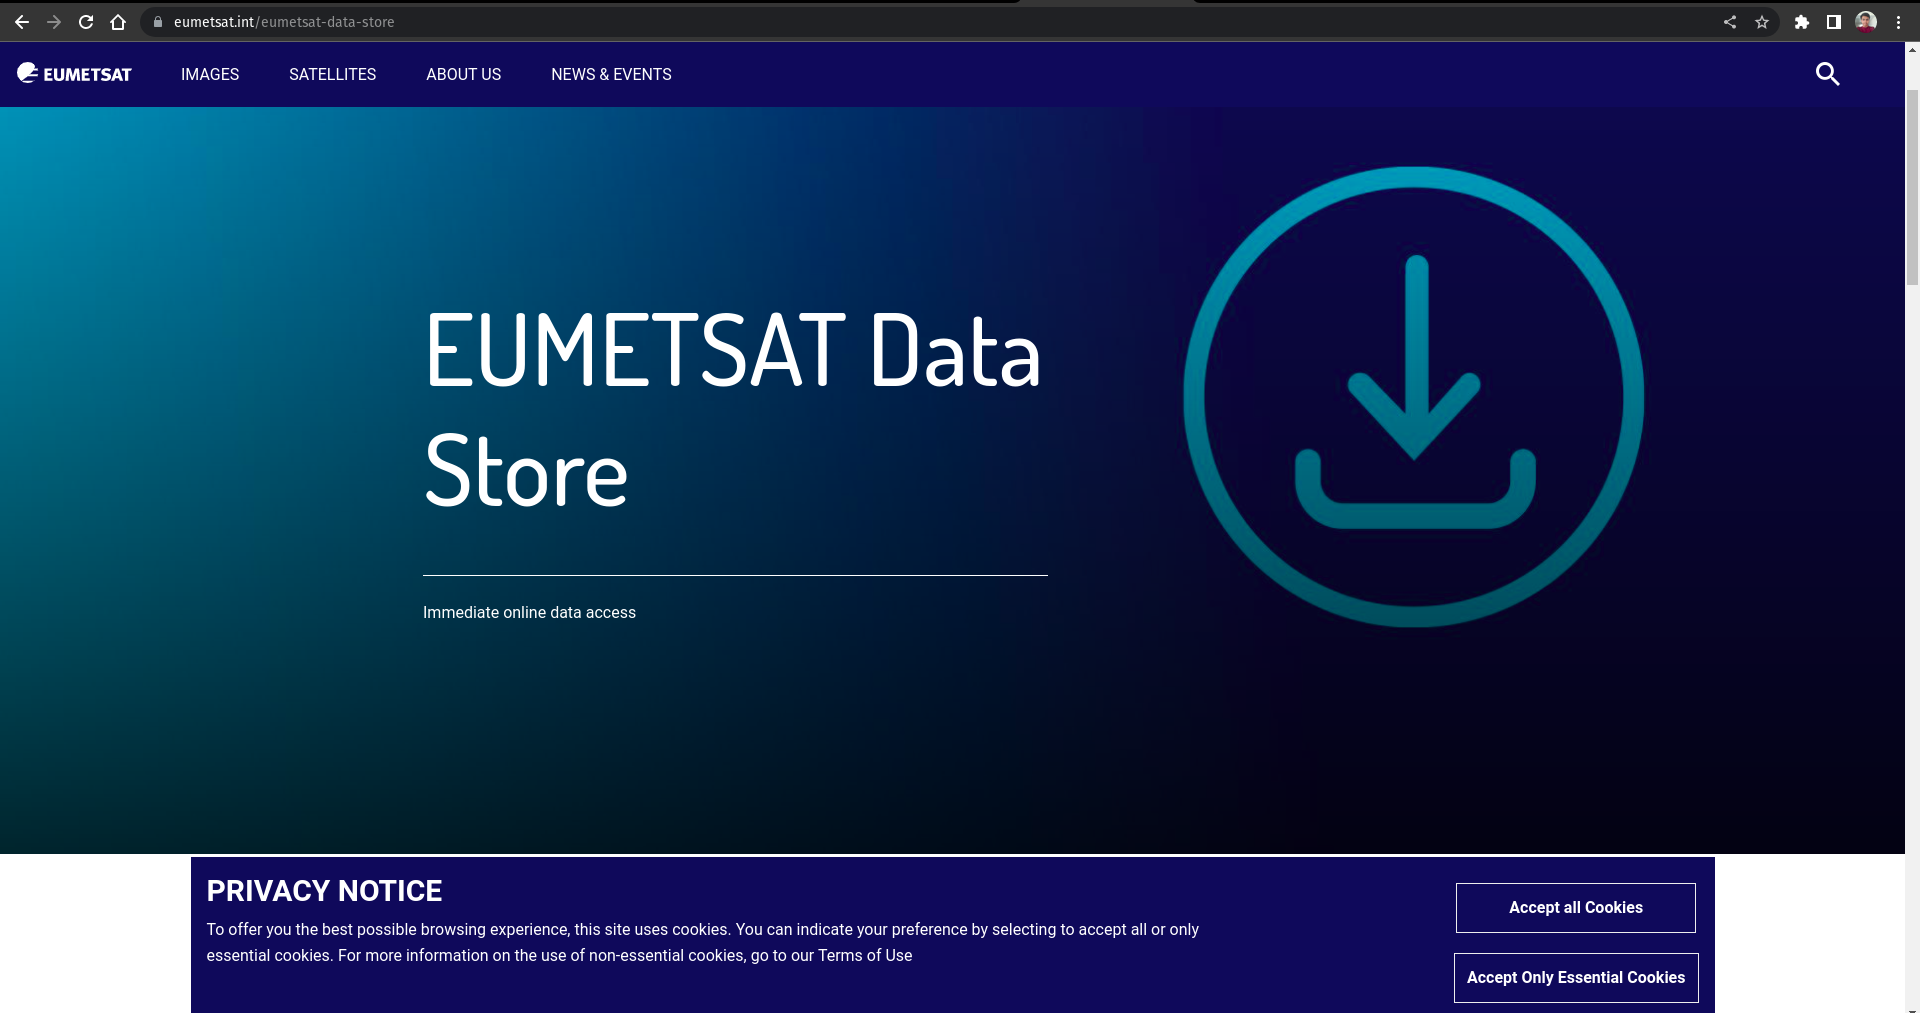 eumetsat.int/eumetsat-data-store
EUMETSAT IMAGES SATELLITES ABOUT US NEWS & EVENTS
EUMETSAT Data
Store
Immediate online data access
PRIVACY NOTICE
To offer you the best possible browsing experience, this site uses cookies. You can indicate your preference by selecting to accept all or only
essential cookies. For more information on the use of non-essential cookies, go to our Terms of Use
Accept all Cookies
Accept Only Essential Cookies